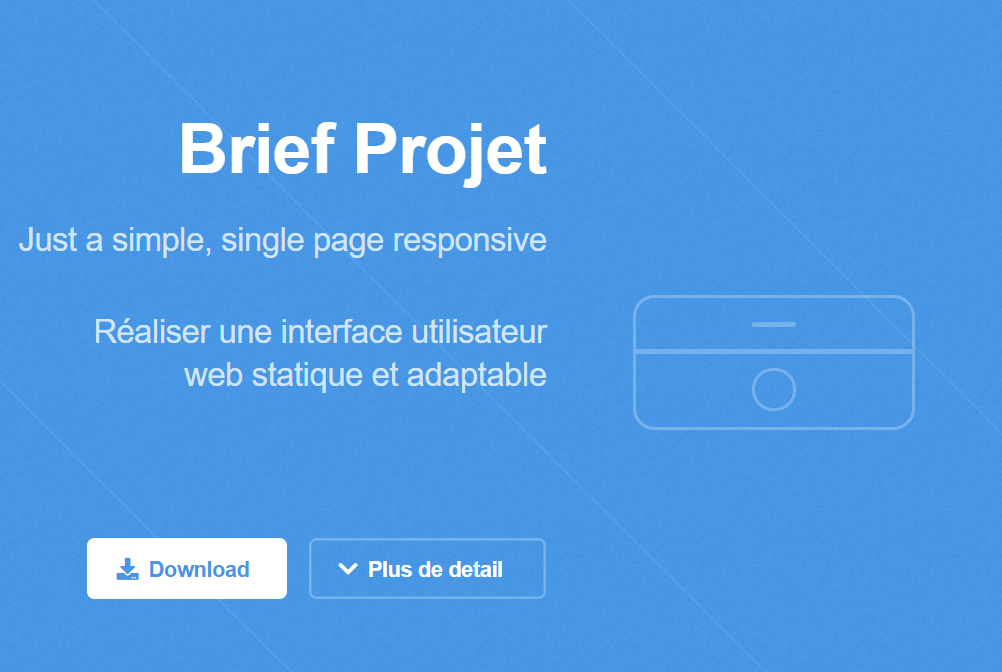 Brief Projet
Just a simple, single page responsive
Réaliser une interface utilisateur
web statique et adaptable
Download
Plus de detail